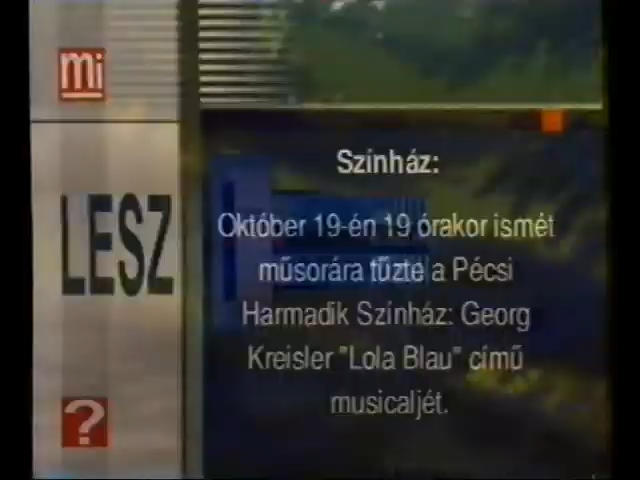 mi
LESZ
?
Színház:
Október 19-én 19 órakor ismét
műsorára tűzte a Pécsi
Harmadik Színház: Georg
Kreisler "Lola Blau" című
musicaljét.